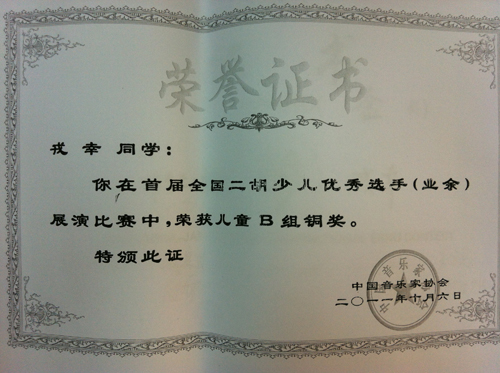 荣誉证书
戎幸 同学：
你在首届全国二胡少儿优秀选手(业余)
展演比赛中，荣获儿童B组铜奖。
特颁此证
中国音乐家协会
二〇一一年十月六日